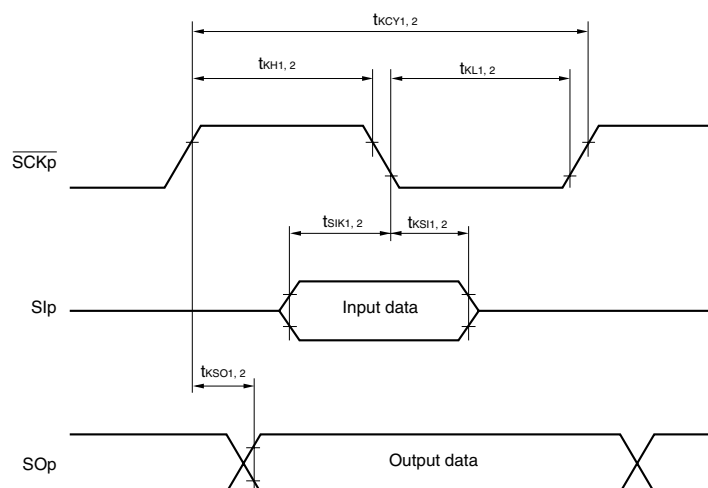 tKCY1, 2
tKH1, 2
tKL1, 2
SCKp
tSIK1, 2
tKSI1, 2
SIp
Input data
tKSO1, 2
SOp
Output data